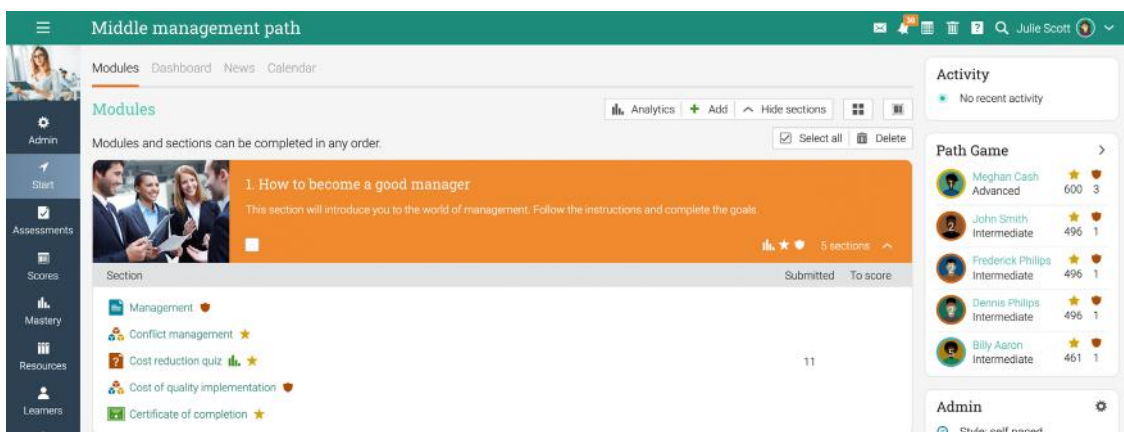 Middle management path
30
Julie Scott
Modules Dashboard News Calendar
Modules
Analytics Add Hide sections
Modules and sections can be completed in any order.
Select all Delete
1. How to become a good manager
This section will introduce you to the world of management. Follow the instructions and complete the goals.
5 sections
Section Submitted To score
Management
Conflict management
Cost reduction quiz 11
Cost of quality implementation
Certificate of completion
Admin
Start
Assessments
Scores
Mastery
Resources
Learners
Activity
No recent activity
Path Game
Meghan Cash
Advanced 600 3
John Smith
Intermediate 496 1
Frederick Philips
Intermediate 496 1
Dennis Philips
Intermediate 496 1
Billy Aaron
Intermediate 461 1
Admin
Style: self paced